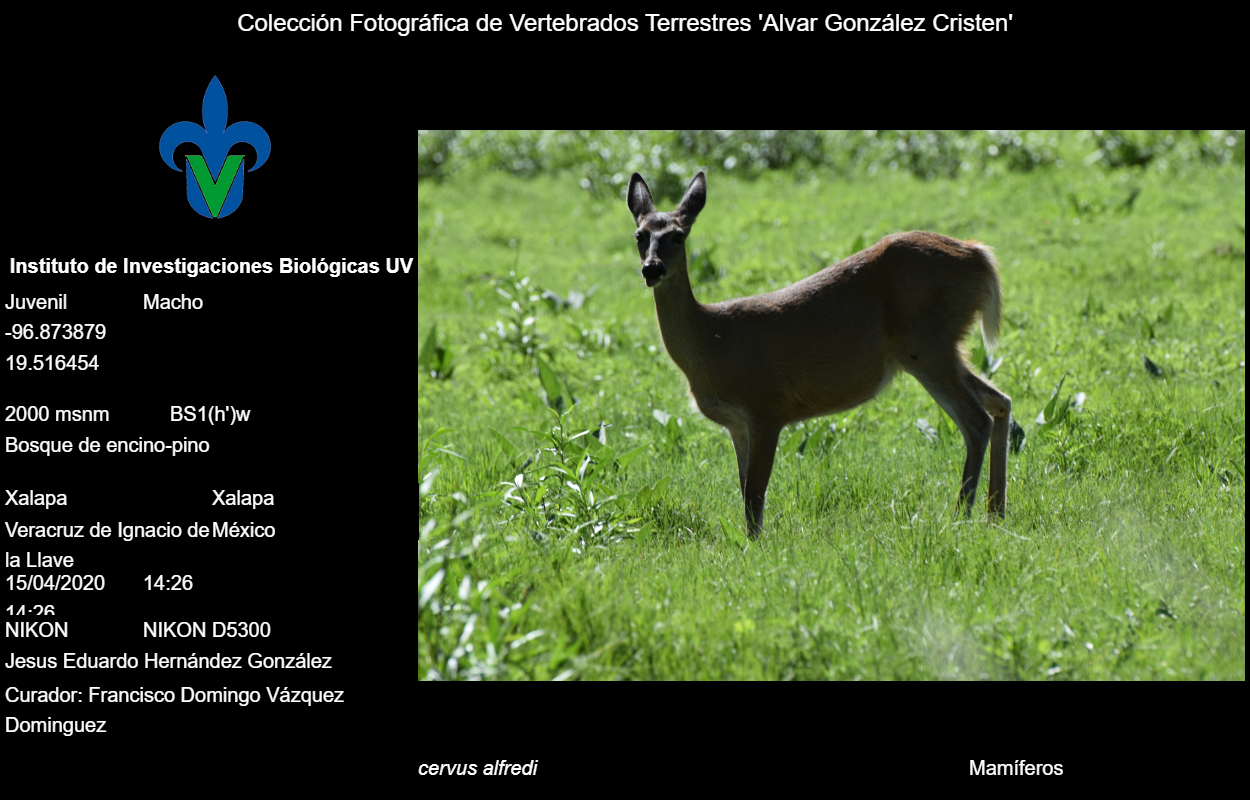 Colección Fotográfica de Vertebrados Terrestres 'Alvar González Cristen'
V
Instituto de Investigaciones Biológicas UV
Juvenil Macho
-96.873879
19.516454
2000 msnm BS1(h')w
Bosque de encino-pino
Xalapa Xalapa
Veracruz de Ignacio de México
la Llave
15/04/2020 14:26
14:26
NIKON NIKON D5300
Jesus Eduardo Hernández González
Curador: Francisco Domingo Vázquez
Dominguez
cervus alfredi Mamíferos